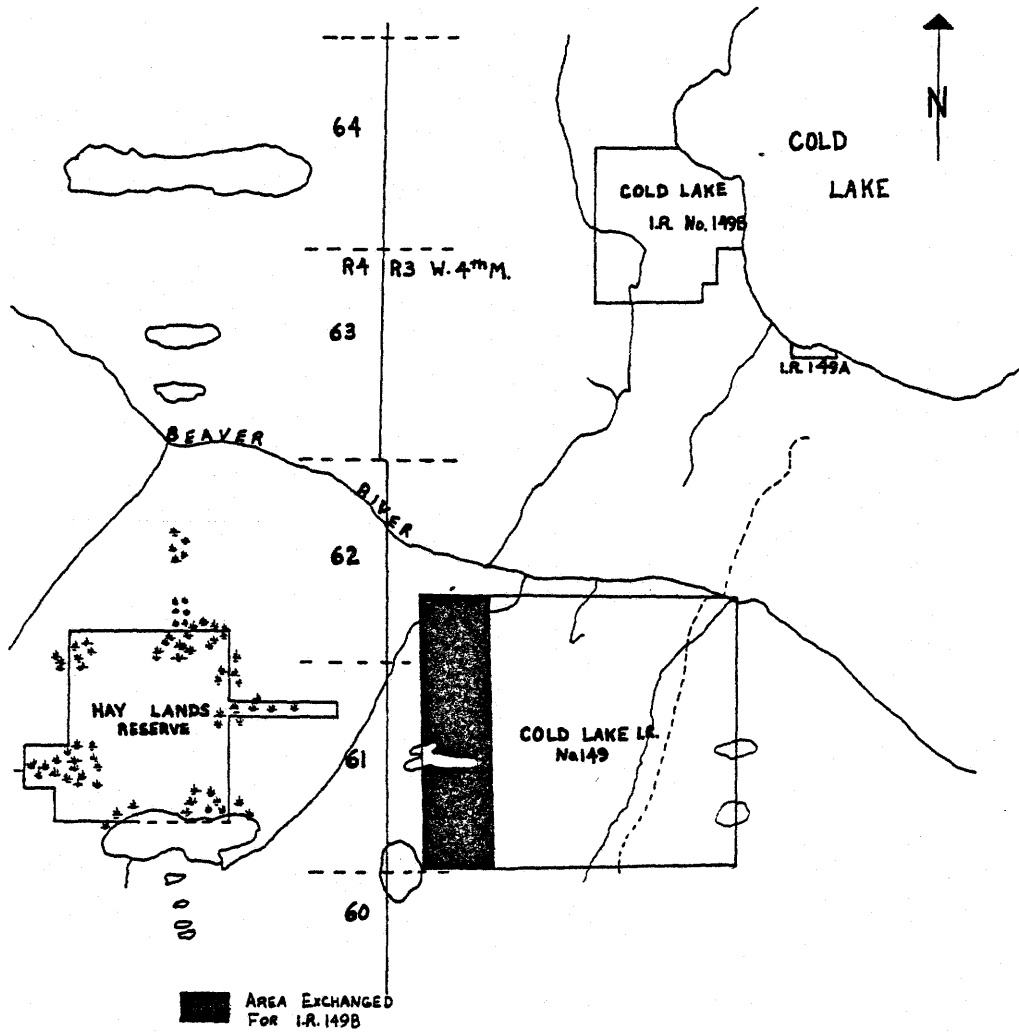 N
COLD
LAKE
64
COLD LAKE
I.R. No. 149B
R4 R3 W. 4th M.
63
I.R. 149A
BEAVER
RIVER
62
HAY LANDS
RESERVE
COLD LAKE I.R.
No 149
61
60
AREA EXCHANGED
FOR I.R. 149B